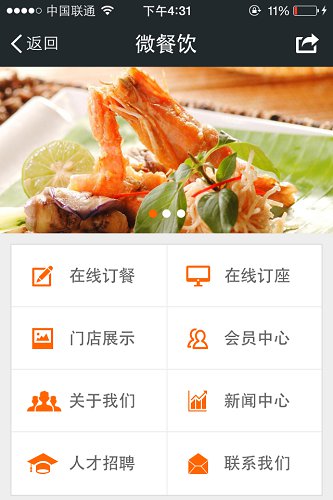 中国联通 下午4:31 11%
返回 微餐饮
在线订餐 在线订座
门店展示 会员中心
关于我们 新闻中心
人才招聘 联系我们